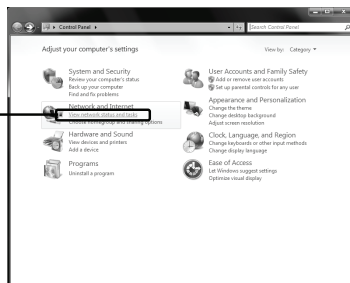 Control Panel
Search Control Panel
Adjust your computer's settings
View by: Category
System and Security
Review your computer's status
Back up your computer
Find and fix problems
Network and Internet
View network status and tasks
Choose homegroup and sharing options
Hardware and Sound
View devices and printers
Add a device
Programs
Uninstall a program
User Accounts and Family Safety
Add or remove user accounts
Set up parental controls for any user
Appearance and Personalization
Change the theme
Change desktop background
Adjust screen resolution
Clock, Language, and Region
Change keyboards or other input methods
Change display language
Ease of Access
Let Windows suggest settings
Optimize visual display